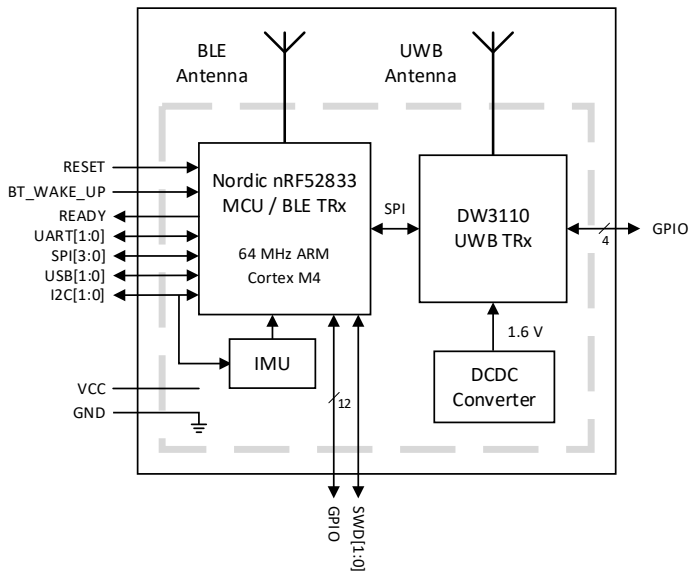 BLE
Antenna
UWB
Antenna
RESET
BT_WAKE_UP
READY
UART[1:0]
SPI[3:0]
USB[1:0]
I2C[1:0]
Nordic nRF52833
MCU / BLE TRx
64 MHz ARM
Cortex M4
SPI
DW3110
UWB TRx
4
GPIO
1.6 V
IMU
DCDC
Converter
VCC
GND
12
GPIO
SWD[1:0]